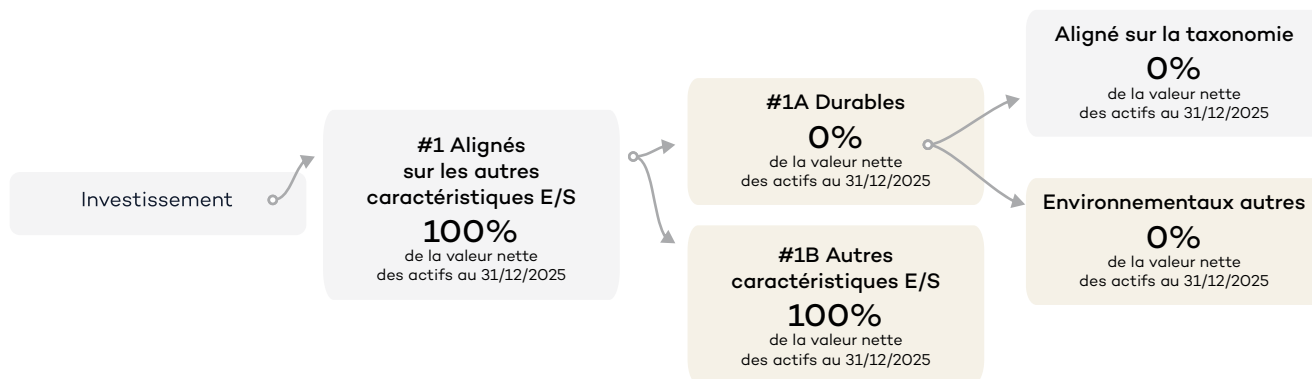 Investissement
#1 Alignés
sur les autres
caractéristiques E/S
100%
de la valeur nette
des actifs au 31/12/2025
#1A Durables
0%
de la valeur nette
des actifs au 31/12/2025
#1B Autres
caractéristiques E/S
100%
de la valeur nette
des actifs au 31/12/2025
Aligné sur la taxonomie
0%
de la valeur nette
des actifs au 31/12/2025
Environnementaux autres
0%
de la valeur nette
des actifs au 31/12/2025